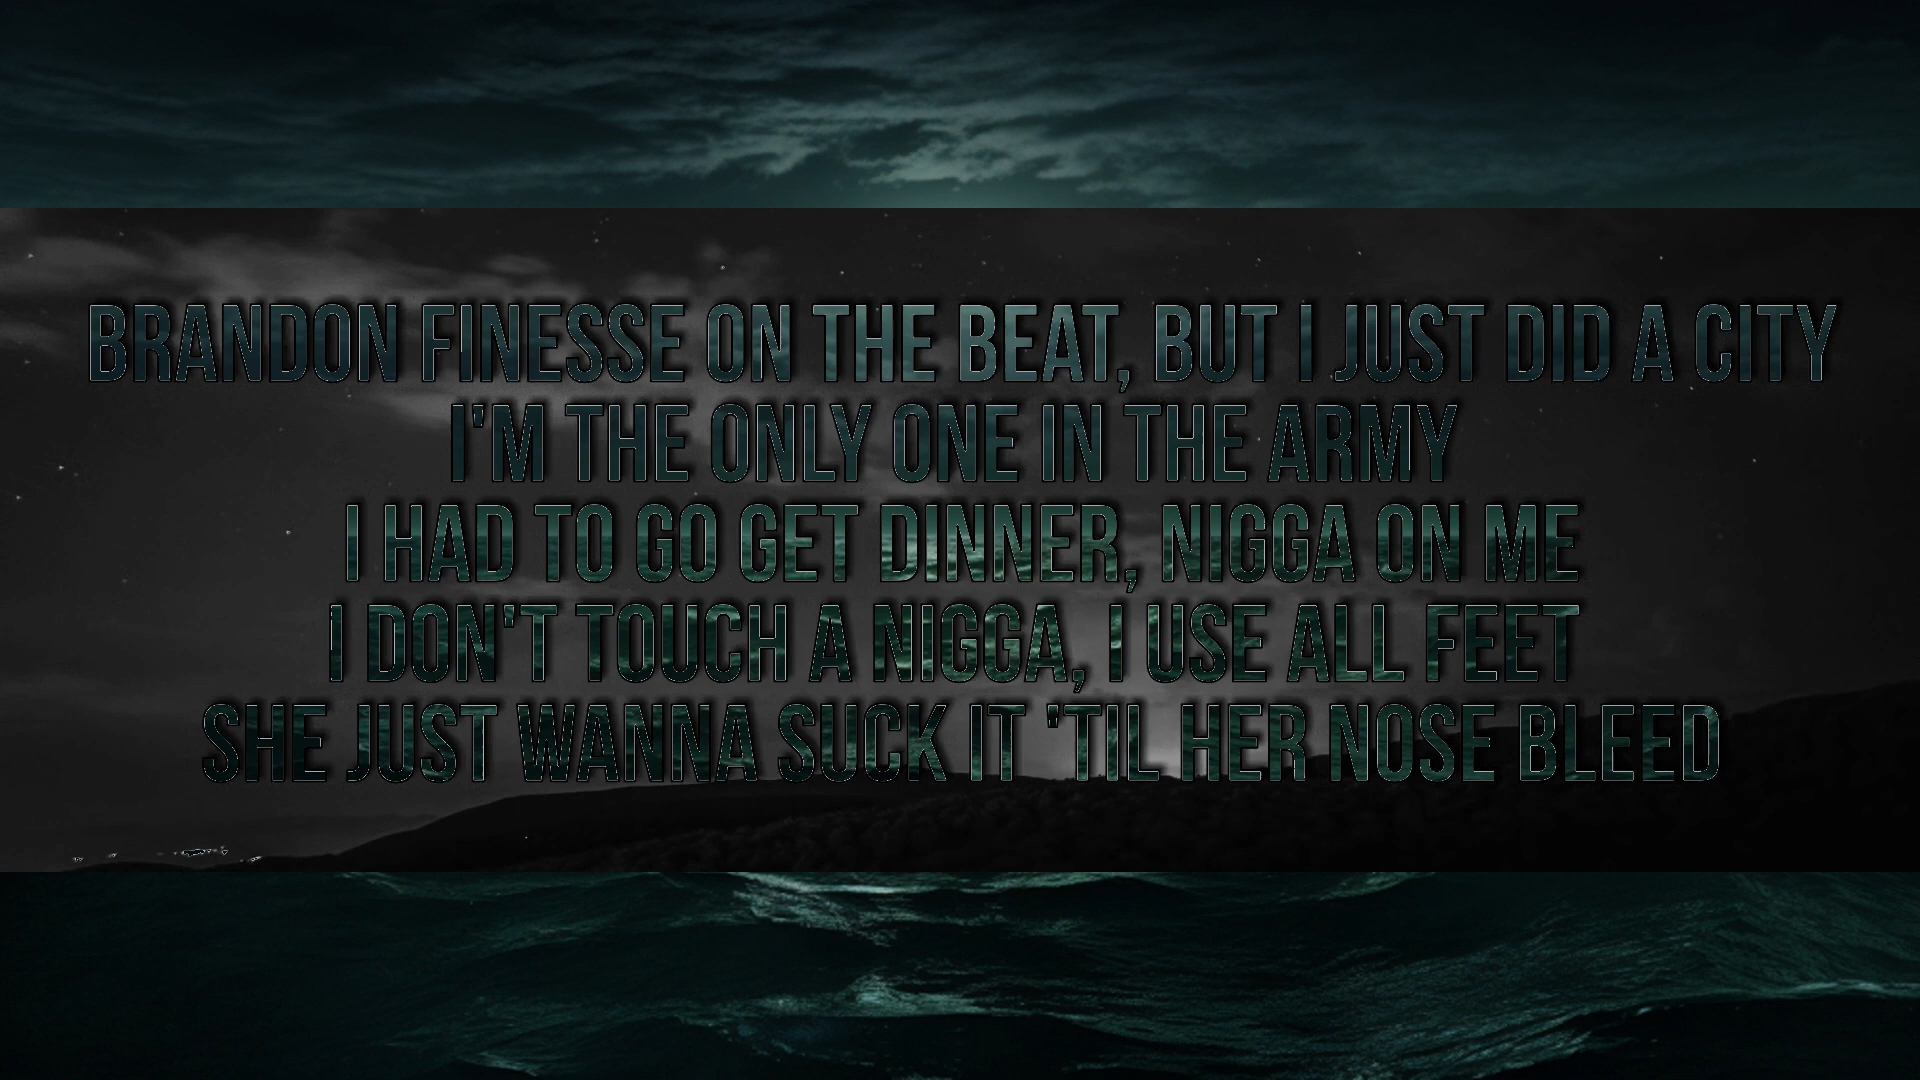 BRANDON FINESSE ON THE BEAT, BUT I JUST DID A CITY
I'M THE ONLY ONE IN THE ARMY
I HAD TO GO GET DINNER, NIGGA ON ME
I DON'T TOUCH A NIGGA, I USE ALL FEET
SHE JUST WANNA SUCK IT 'TIL HER NOSE BLEED